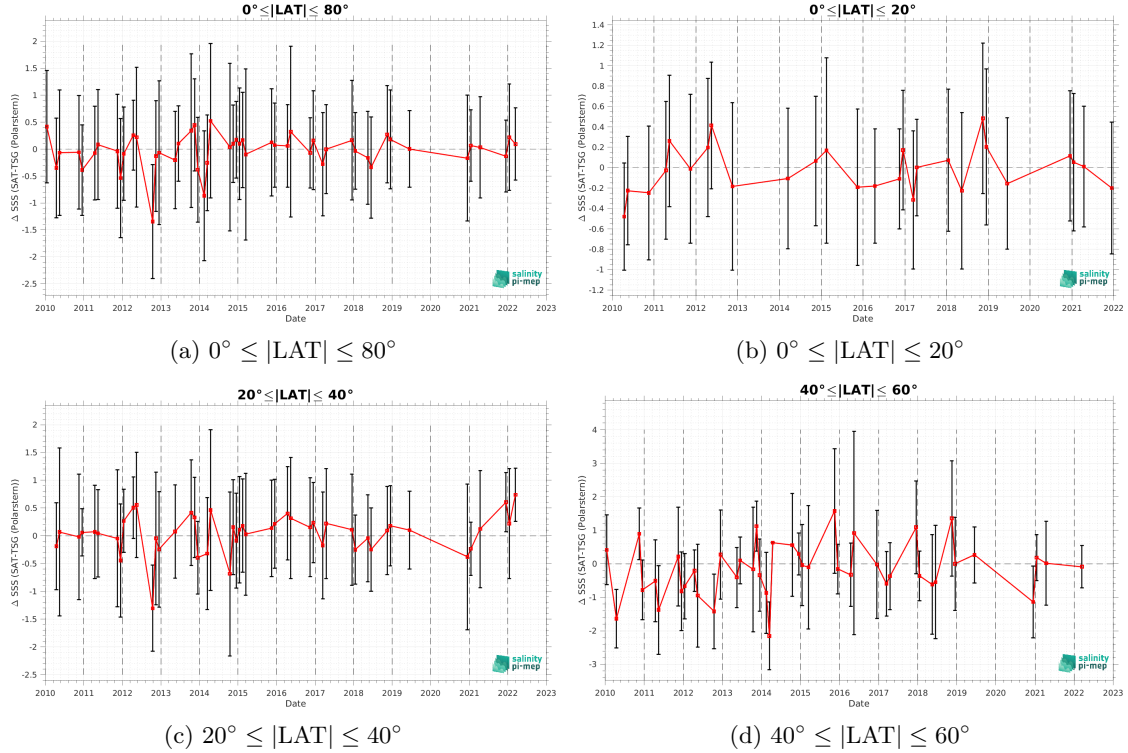 0°≤|LAT|≤ 80°
Δ SSS (SAT-TSG (Polarstern))
2
1.5
1
0.5
0
-0.5
-1
-1.5
-2
-2.5
2010 2011 2012 2013 2014 2015 2016 2017 2018 2019 2020 2021 2022 2023
Date
salinity
pi-mep
(a) 0° ≤ |LAT| ≤ 80°
0°≤|LAT|≤ 20°
Δ SSS (SAT-TSG (Polarstern))
1.4
1.2
1
0.8
0.6
0.4
0.2
0
-0.2
-0.4
-0.6
-0.8
-1
-1.2
2010 2011 2012 2013 2014 2015 2016 2017 2018 2019 2020 2021 2022
Date
salinity
pi-mep
(b) 0° ≤ |LAT| ≤ 20°
20°≤|LAT|≤ 40°
Δ SSS (SAT-TSG (Polarstern))
2
1.5
1
0.5
0
-0.5
-1
-1.5
-2
-2.5
2010 2011 2012 2013 2014 2015 2016 2017 2018 2019 2020 2021 2022 2023
Date
salinity
pi-mep
(c) 20° ≤ |LAT| ≤ 40°
40°≤|LAT|≤ 60°
Δ SSS (SAT-TSG (Polarstern))
4
3
2
1
0
-1
-2
-3
2010 2011 2012 2013 2014 2015 2016 2017 2018 2019 2020 2021 2022 2023
Date
salinity
pi-mep
(d) 40° ≤ |LAT| ≤ 60°